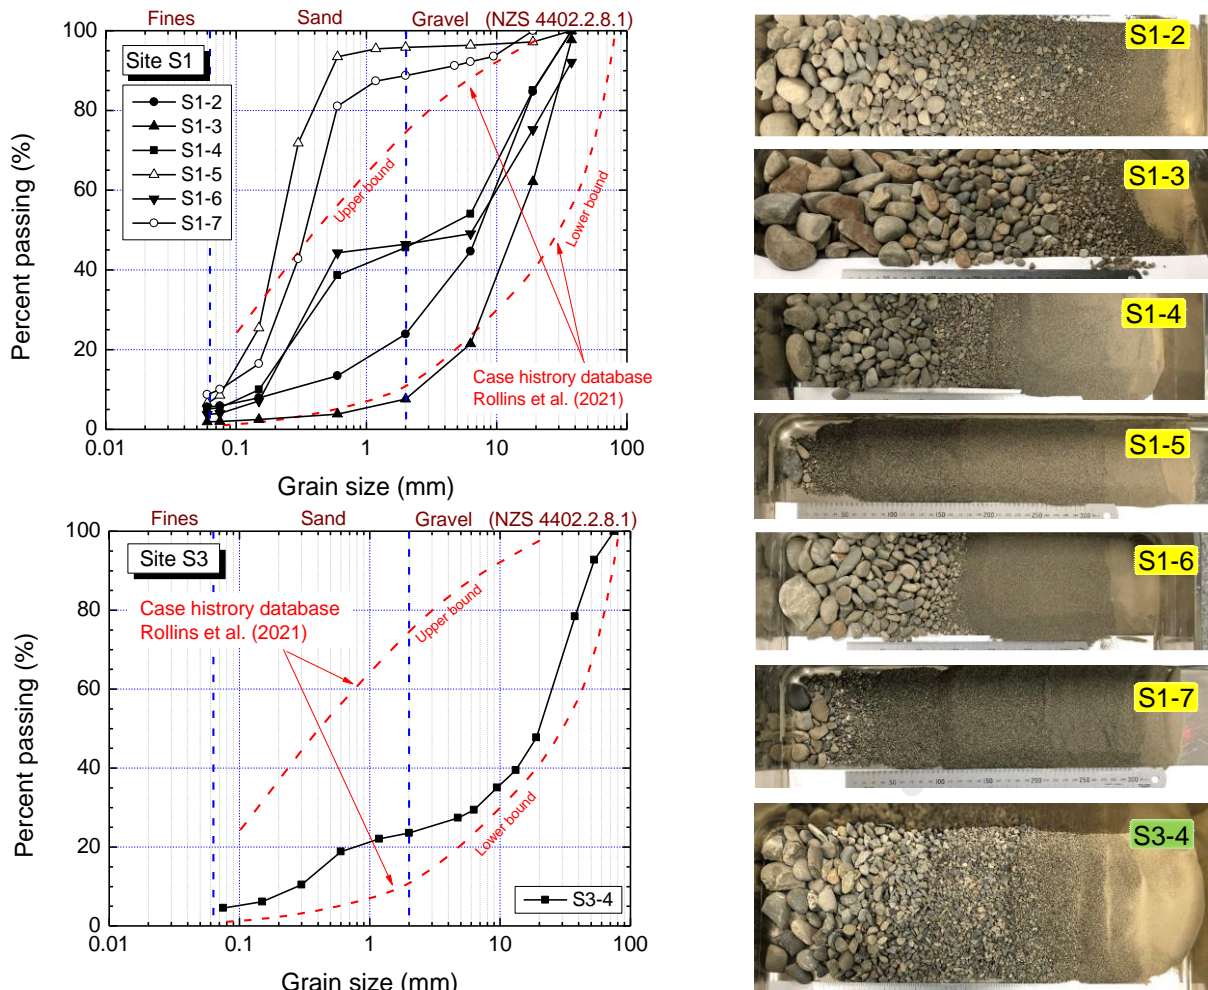 Fines Sand Gravel (NZS 4402.2.8.1)
100
80
60
40
20
0
Percent passing (%)
Site S1
S1-2
S1-3
S1-4
S1-5
S1-6
S1-7
Upper bound
Lower bound
Case histrory database
Rollins et al. (2021)
0.01 0.1 1 10 100
Grain size (mm)
Fines Sand Gravel (NZS 4402.2.8.1)
100
80
60
40
20
0
Percent passing (%)
Site S3
Case histrory database
Rollins et al. (2021)
Upper bound
Lower bound
S3-4
0.01 0.1 1 10 100
Grain size (mm)
S1-2
S1-3
S1-4
S1-5
S1-6
S1-7
S3-4